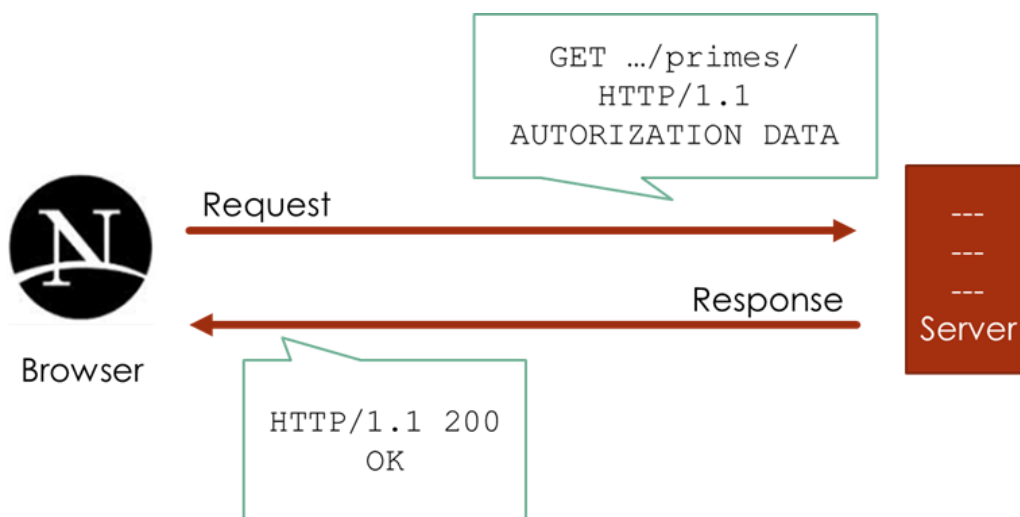 GET …/primes/
HTTP/1.1
AUTORIZATION DATA
Request
N
---
---
---
Server
Response
Browser
HTTP/1.1 200
OK